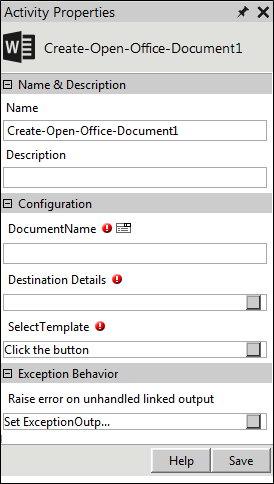 Activity Properties
Create-Open-Office-Document1
Name & Description
Name
Create-Open-Office-Document1
Description
Configuration
DocumentName
Destination Details
SelectTemplate
Click the button
Exception Behavior
Raise error on unhandled linked output
Set ExceptionOutp...
Help
Save